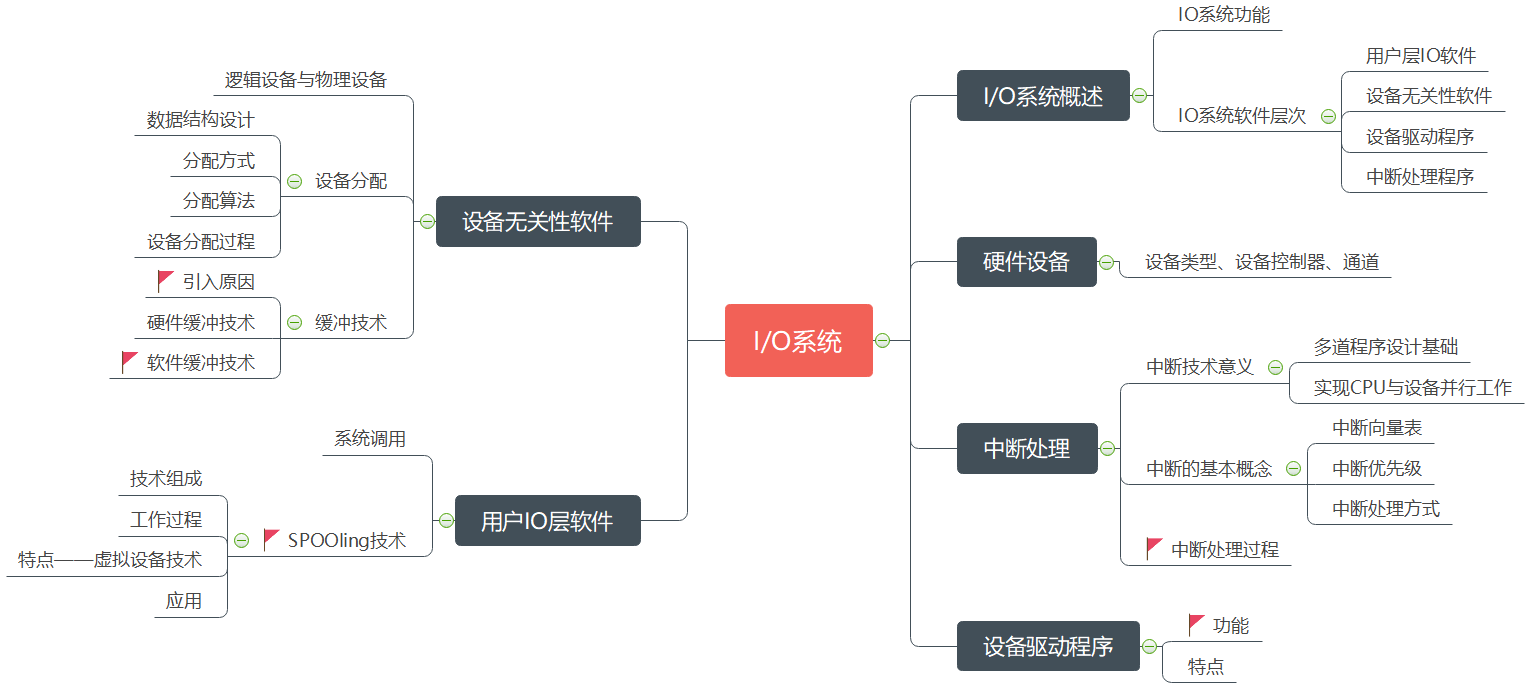 I/O系统
I/O系统概述
IO系统功能
IO系统软件层次
用户层IO软件
设备无关性软件
设备驱动程序
中断处理程序
硬件设备
设备类型、设备控制器、通道
中断处理
中断技术意义
多道程序设计基础
实现CPU与设备并行工作
中断的基本概念
中断向量表
中断优先级
中断处理方式
中断处理过程
设备驱动程序
功能
特点
设备无关性软件
逻辑设备与物理设备
设备分配
数据结构设计
分配方式
分配算法
设备分配过程
缓冲技术
引入原因
硬件缓冲技术
软件缓冲技术
用户IO层软件
系统调用
SPOOling技术
技术组成
工作过程
特点——虚拟设备技术
应用